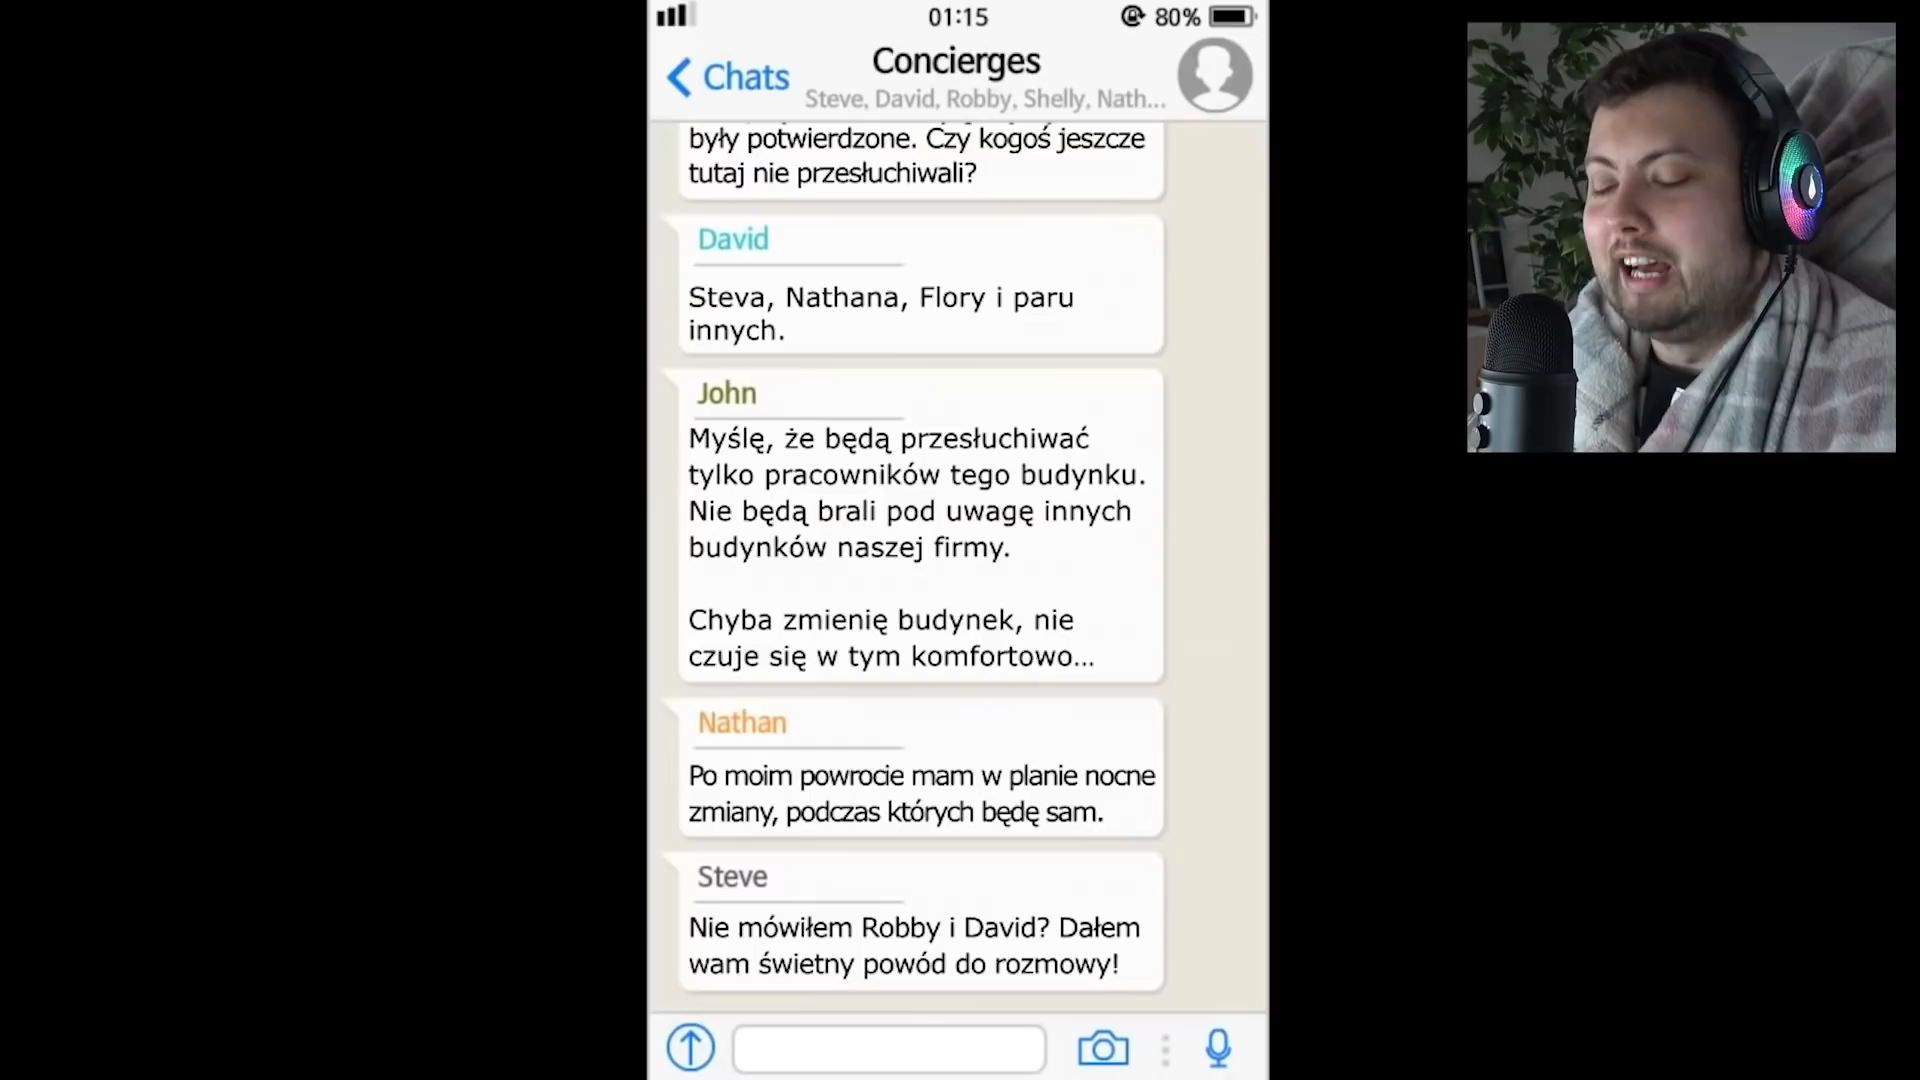 01:15
80%
Chats
Concierges
Steve, David, Robby, Shelly, Nath...
były potwierdzone. Czy kogoś jeszcze
tutaj nie przesłuchiwali?
David
Steva, Nathana, Flory i paru
innych.
John
Myślę, że będą przesłuchiwać
tylko pracowników tego budynku.
Nie będą brali pod uwagę innych
budynków naszej firmy.
Chyba zmienię budynek, nie
czuje się w tym komfortowo...
Nathan
Po moim powrocie mam w planie nocne
zmiany, podczas których będę sam.
Steve
Nie mówiłem Robby i David? Dałem
wam świetny powód do rozmowy!